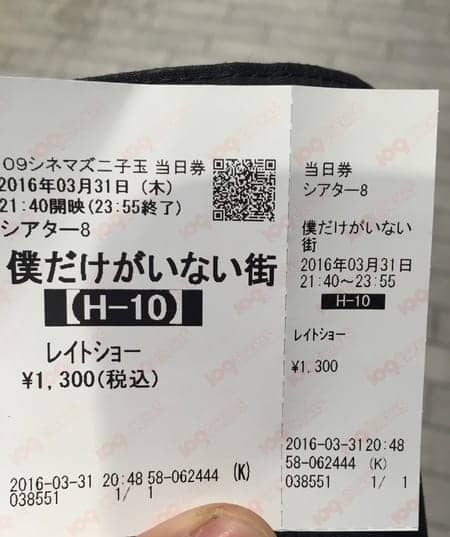 09シネマズ二子玉 当日券
2016年03月31日 (木)
21:40開映(23:55終了)
シアター8
僕だけがいない街
【H-10】
レイトショー
¥1,300(税込)
2016-03-31 20:48 58-062444 (K)
038551 1/ 1
当日券
シアター8
僕だけがいない
街
2016年03月31日
21:40～23:55
H-10
レイトショー
¥1,300
2016-03-31 20:48
58-062444 (K)
038551 1/ 1